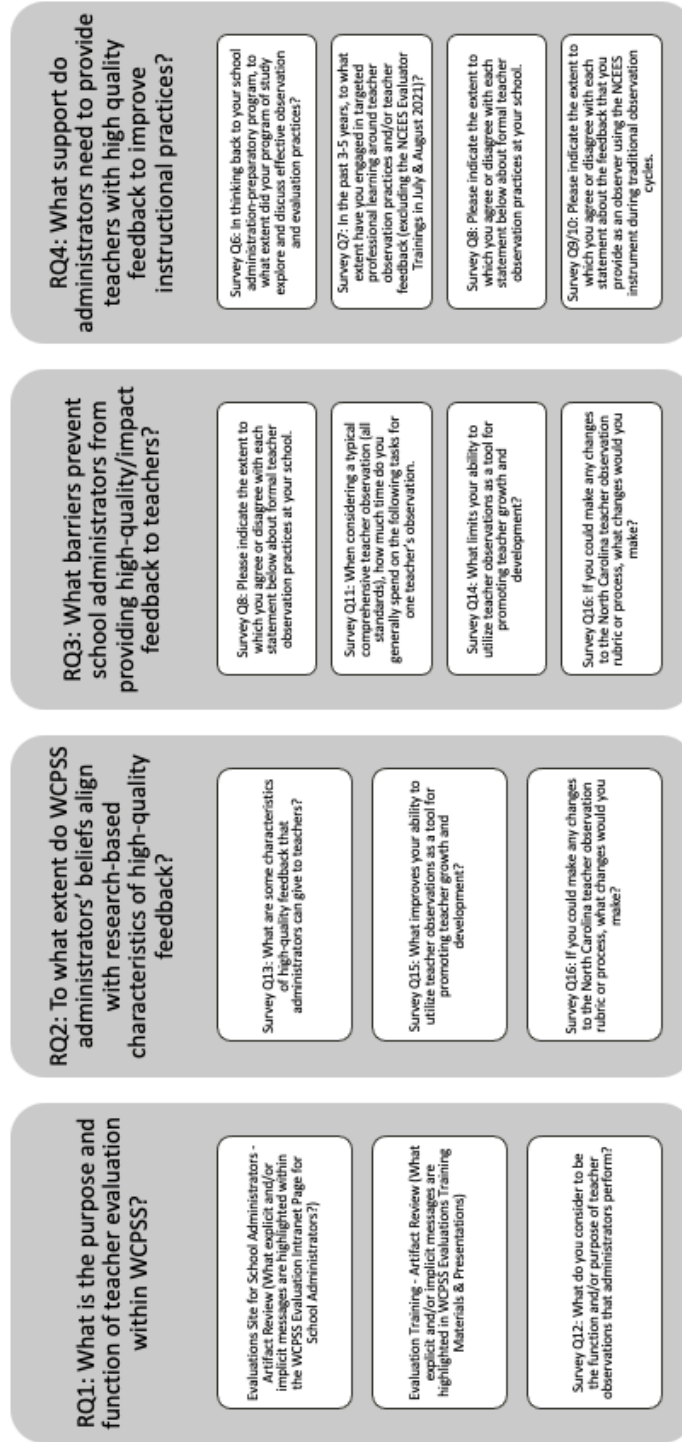 RQ1: What is the purpose and
function of teacher evaluation
within WCPSS?
Evaluations Site for School Administrators -
Artifact Review (What explicit and/or
implicit messages are highlighted within
the WCPSS Evaluation Intranet Page for
School Administrators?)
Evaluation Training - Artifact Review (What
explicit and/or implicit messages are
highlighted in WCPSS Evaluations Training
Materials & Presentations)
Survey Q12: What do you consider to be
the function and/or purpose of teacher
observations that administrators perform?
RQ2: To what extent do WCPSS
administrators' beliefs align
with research-based
characteristics of high-quality
feedback?
Survey Q13: What are some characteristics
of high-quality feedback that
administrators can give to teachers?
Survey Q15: What improves your ability to
utilize teacher observations as a tool for
promoting teacher growth and
development?
Survey Q16: If you could make any changes
to the North Carolina teacher observation
rubric or process, what changes would you
make?
RQ3: What barriers prevent
school administrators from
providing high-quality/impact
feedback to teachers?
Survey Q8: Please indicate the extent to
which you agree or disagree with each
statement below about formal teacher
observation practices at your school.
Survey Q11: When considering a typical
comprehensive teacher observation (all
standards), how much time do you
generally spend on the following tasks for
one teacher's observation.
Survey Q14: What limits your ability to
utilize teacher observations as a tool for
promoting teacher growth and
development?
Survey Q16: If you could make any changes
to the North Carolina teacher observation
rubric or process, what changes would you
make?
RQ4: What support do
administrators need to provide
teachers with high quality
feedback to improve
instructional practices?
Survey Q6: In thinking back to your school
administration-preparatory program, to
what extent did your program of study
explore and discuss effective observation
and evaluation practices?
Survey Q7: In the past 3-5 years, to what
extent have you engaged in targeted
professional learning around teacher
observation practices and/or teacher
feedback (excluding the NCEES Evaluator
Trainings in July & August 2021)?
Survey Q8: Please indicate the extent to
which you agree or disagree with each
statement below about formal teacher
observation practices at your school.
Survey Q9/10: Please indicate the extent to
which you agree or disagree with each
statement about the feedback that you
provide as an observer using the NCEES
instrument during traditional observation
cycles.